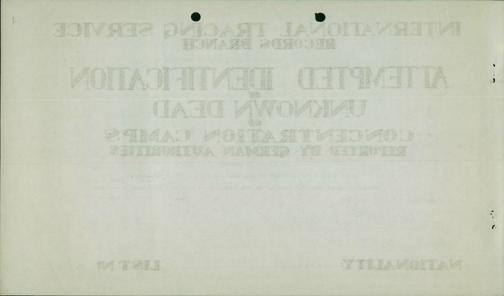 INTERNATIONAL TRACING SERVICE
RECORDS BRANCH
ATTEMPTED IDENTIFICATION
OF
UNKNOWN DEAD
OF
CONCENTRATION CAMPS
REPORTED BY GERMAN AUTHORITIES
NATIONALITY
LIST Nº